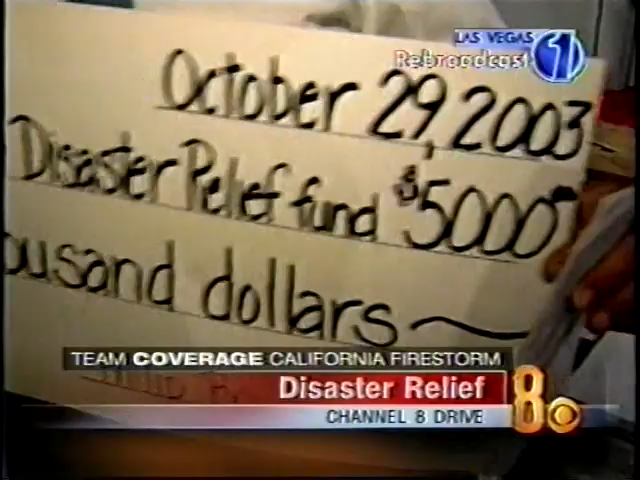 LAS VEGAS 1
Rebroadcast
October 29, 2003
Disaster Relief fund $5000
ousand dollars
TEAM COVERAGE CALIFORNIA FIRESTORM
Disaster Relief
CHANNEL 8 DRIVE
8